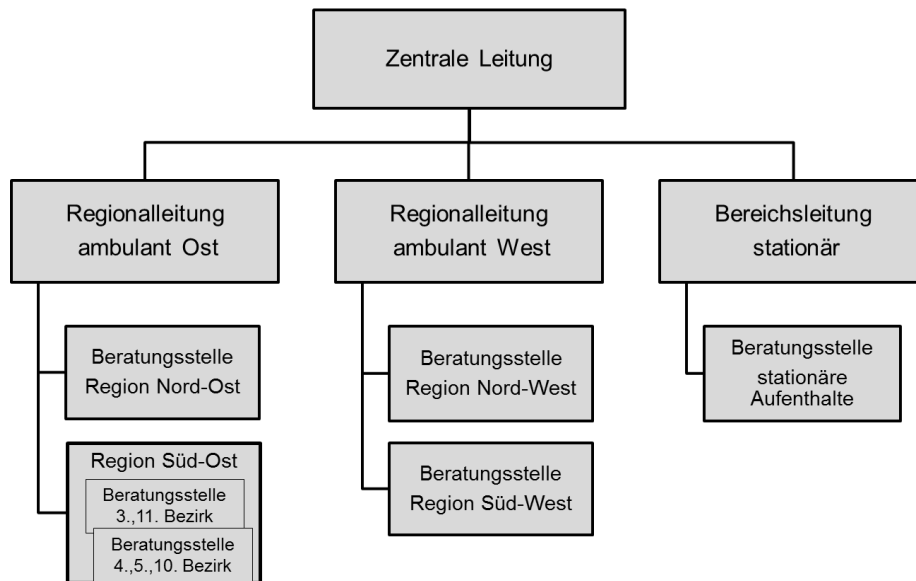 Zentrale Leitung
Regionalleitung
ambulant Ost
Regionalleitung
ambulant West
Bereichsleitung
stationär
Beratungsstelle
Region Nord-Ost
Beratungsstelle
Region Nord-West
Beratungsstelle
stationäre
Aufenthalte
Region Süd-Ost
Beratungsstelle
3.,11. Bezirk
Beratungsstelle
4.,5.,10. Bezirk
Beratungsstelle
Region Süd-West